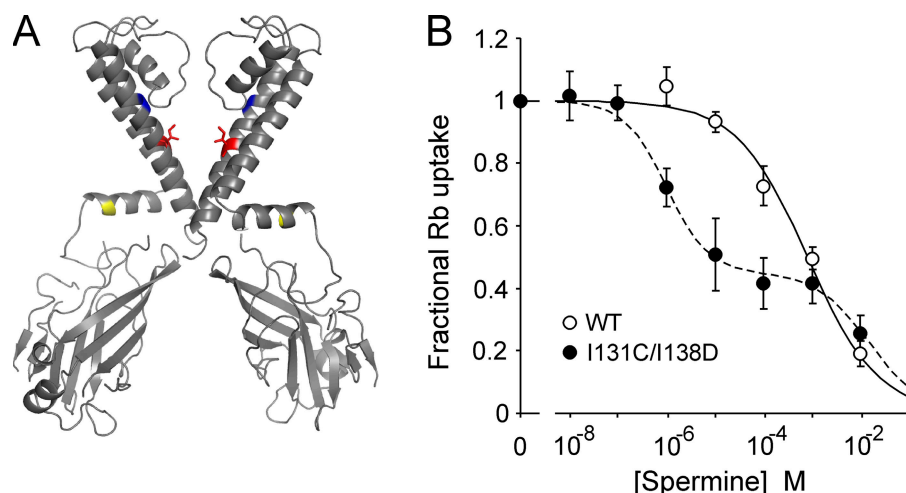 A
B
1.2
1
0.8
0.6
0.4
0.2
0
Fractional Rb uptake
WT
I131C/I138D
0 10-8 10-6 10-4 10-2
[Spermine] M